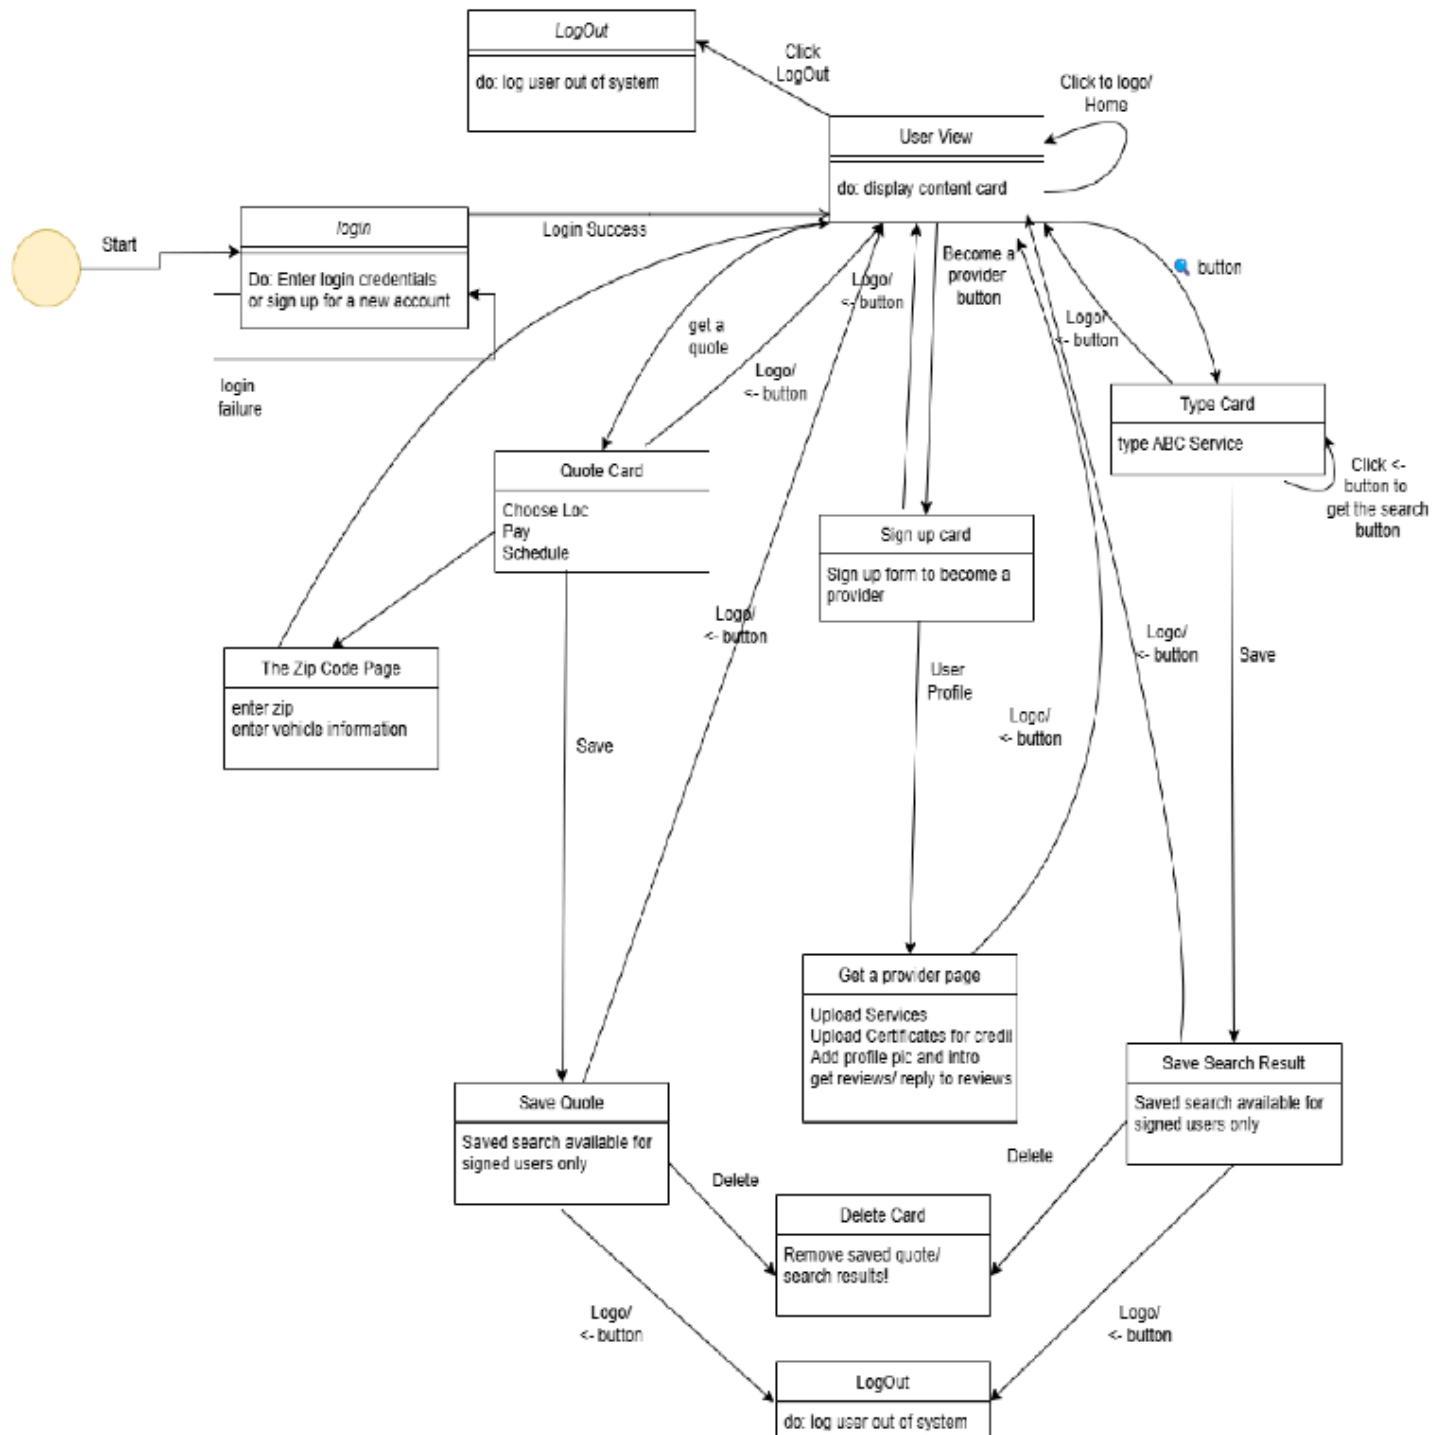 LogOut
do: log user out of system
Click
LogOut
Click to logo/
Home
User View
do: display content card
Start
login
Do: Enter login credentials
or sign up for a new account
Login Success
login
failure
get a
quote
Logo/
<- button
Logo/
<- button
Become a
provider
button
Logo/
<- button
button
Type Card
type ABC Service
Click <-
button to
get the search
button
Quote Card
Choose Loc
Pay
Schedule
Sign up card
Sign up form to become a
provider
The Zip Code Page
enter zip
enter vehicle information
Logo/
<- button
User
Profile
Logo/
<- button
Logo/
<- button
Save
Save
Get a provider page
Upload Services
Upload Certificates for credit
Add profile pic and intro
get reviews/ reply to reviews
Save Quote
Saved search available for
signed users only
Save Search Result
Saved search available for
signed users only
Delete
Delete
Delete Card
Remove saved quote/
search results!
Logo/
<- button
Logo/
<- button
LogOut
do: log user out of system